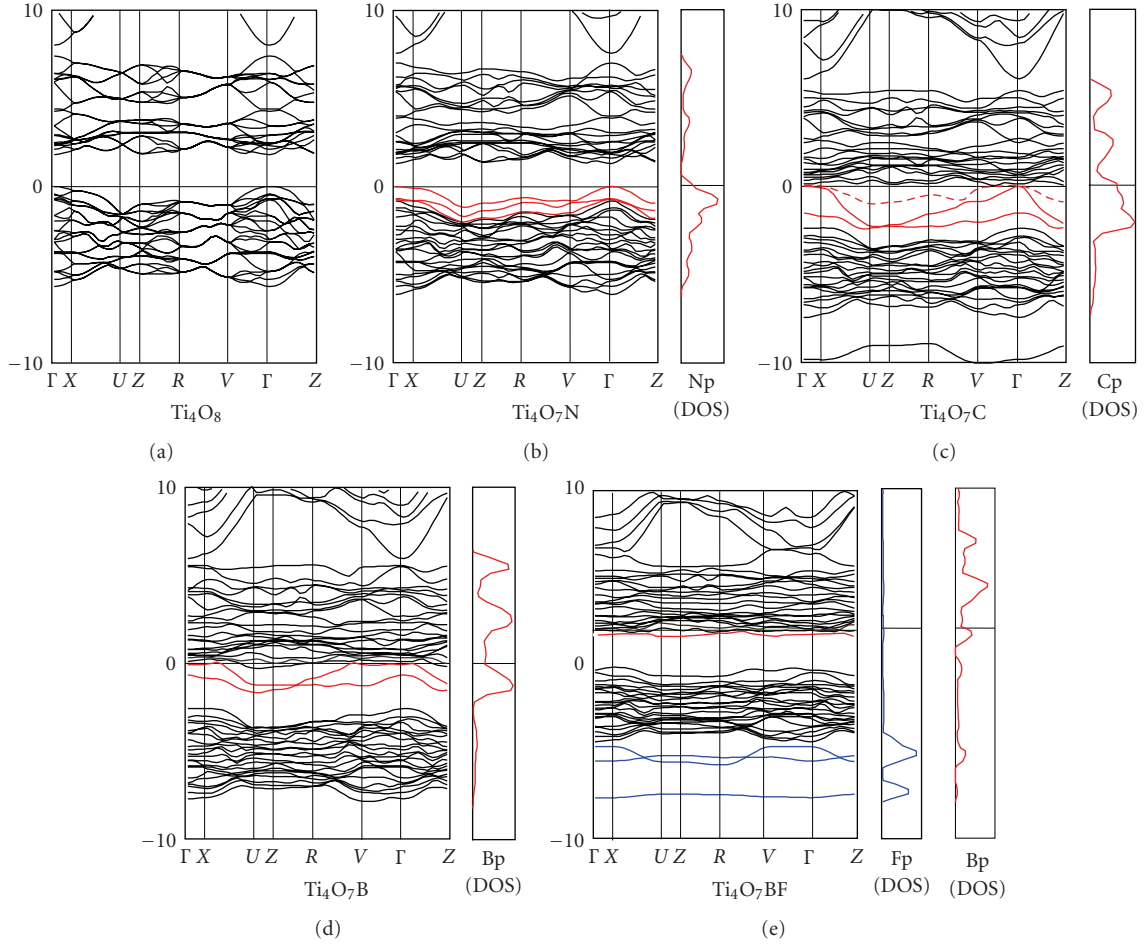 10
0
−10
Γ X U Z R V Γ Z
Ti4O8
(a)
10
0
−10
Γ X U Z R V Γ Z
Ti4O7N
Np
(DOS)
(b)
10
0
−10
Γ X U Z R V Γ Z
Ti4O7C
Cp
(DOS)
(c)
10
0
−10
Γ X U Z R V Γ Z
Ti4O7B
Bp
(DOS)
(d)
10
0
−10
Γ X U Z R V Γ Z
Ti4O7BF
Fp
(DOS)
Bp
(DOS)
(e)